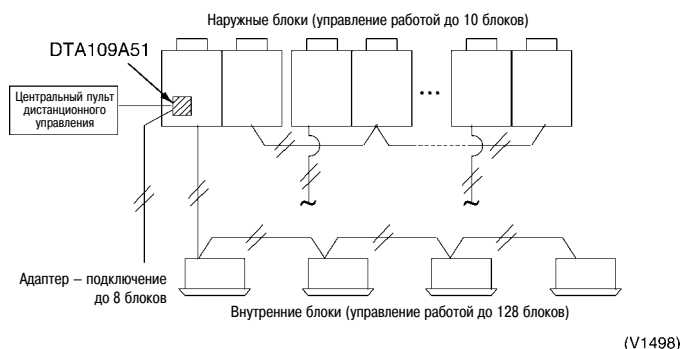 Наружные блоки (управление работой до 10 блоков)
DTA109A51
Центральный пульт
дистанционного
управления
...
Адаптер – подключение
до 8 блоков
Внутренние блоки (управление работой до 128 блоков)
(V1498)